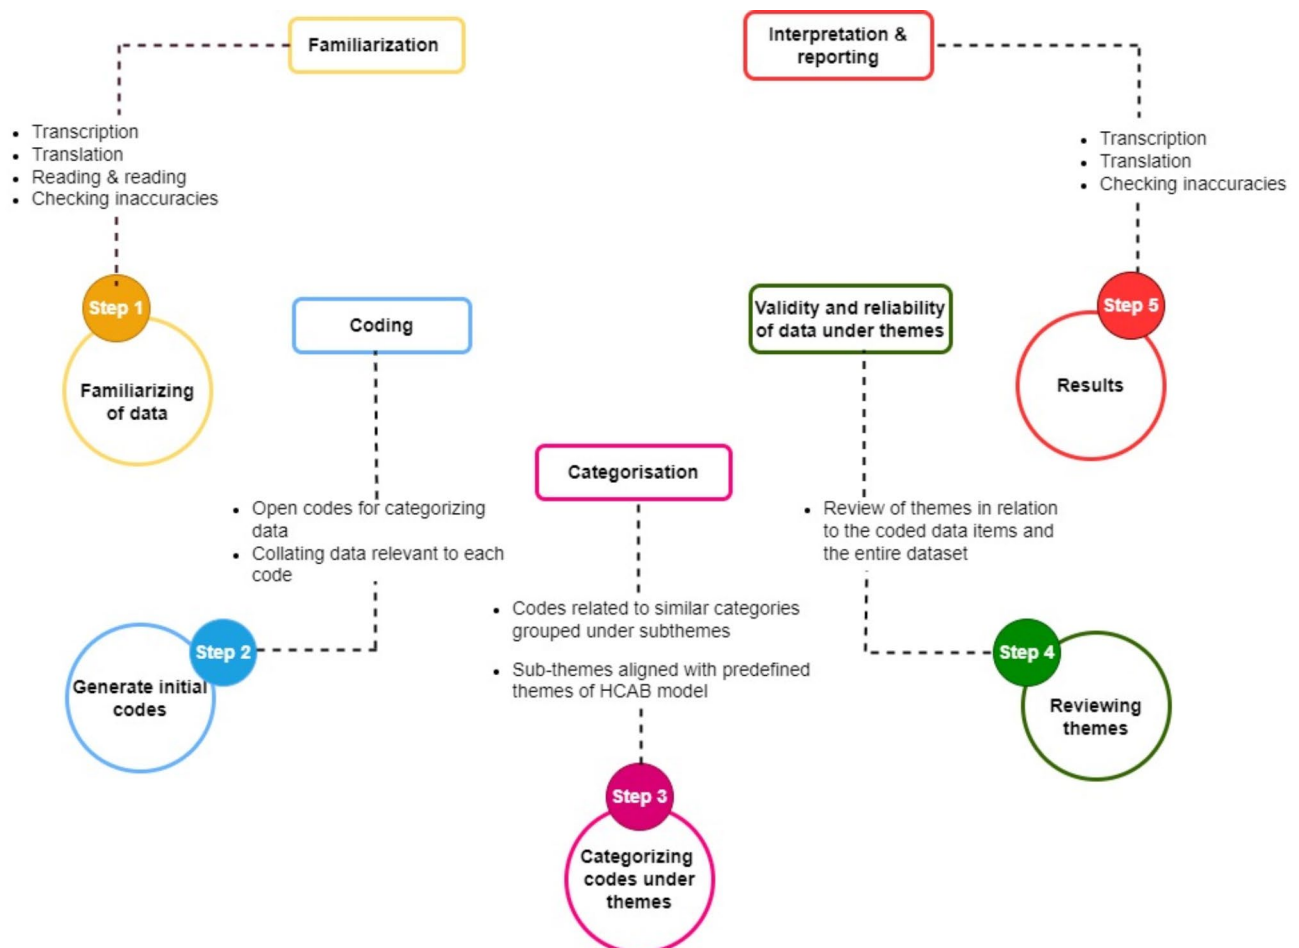 Familiarization
• Transcription
• Translation
• Reading & reading
• Checking inaccuracies
Step 1
Familiarizing
of data
Coding
• Open codes for categorizing
data
• Collating data relevant to each
code
Step 2
Generate initial
codes
Categorisation
• Codes related to similar categories
grouped under subthemes
• Sub-themes aligned with predefined
themes of HCAB model
Step 3
Categorizing
codes under
themes
Validity and reliability
of data under themes
• Review of themes in relation
to the coded data items and
the entire dataset
Step 4
Reviewing
themes
Interpretation &
reporting
• Transcription
• Translation
• Checking inaccuracies
Step 5
Results